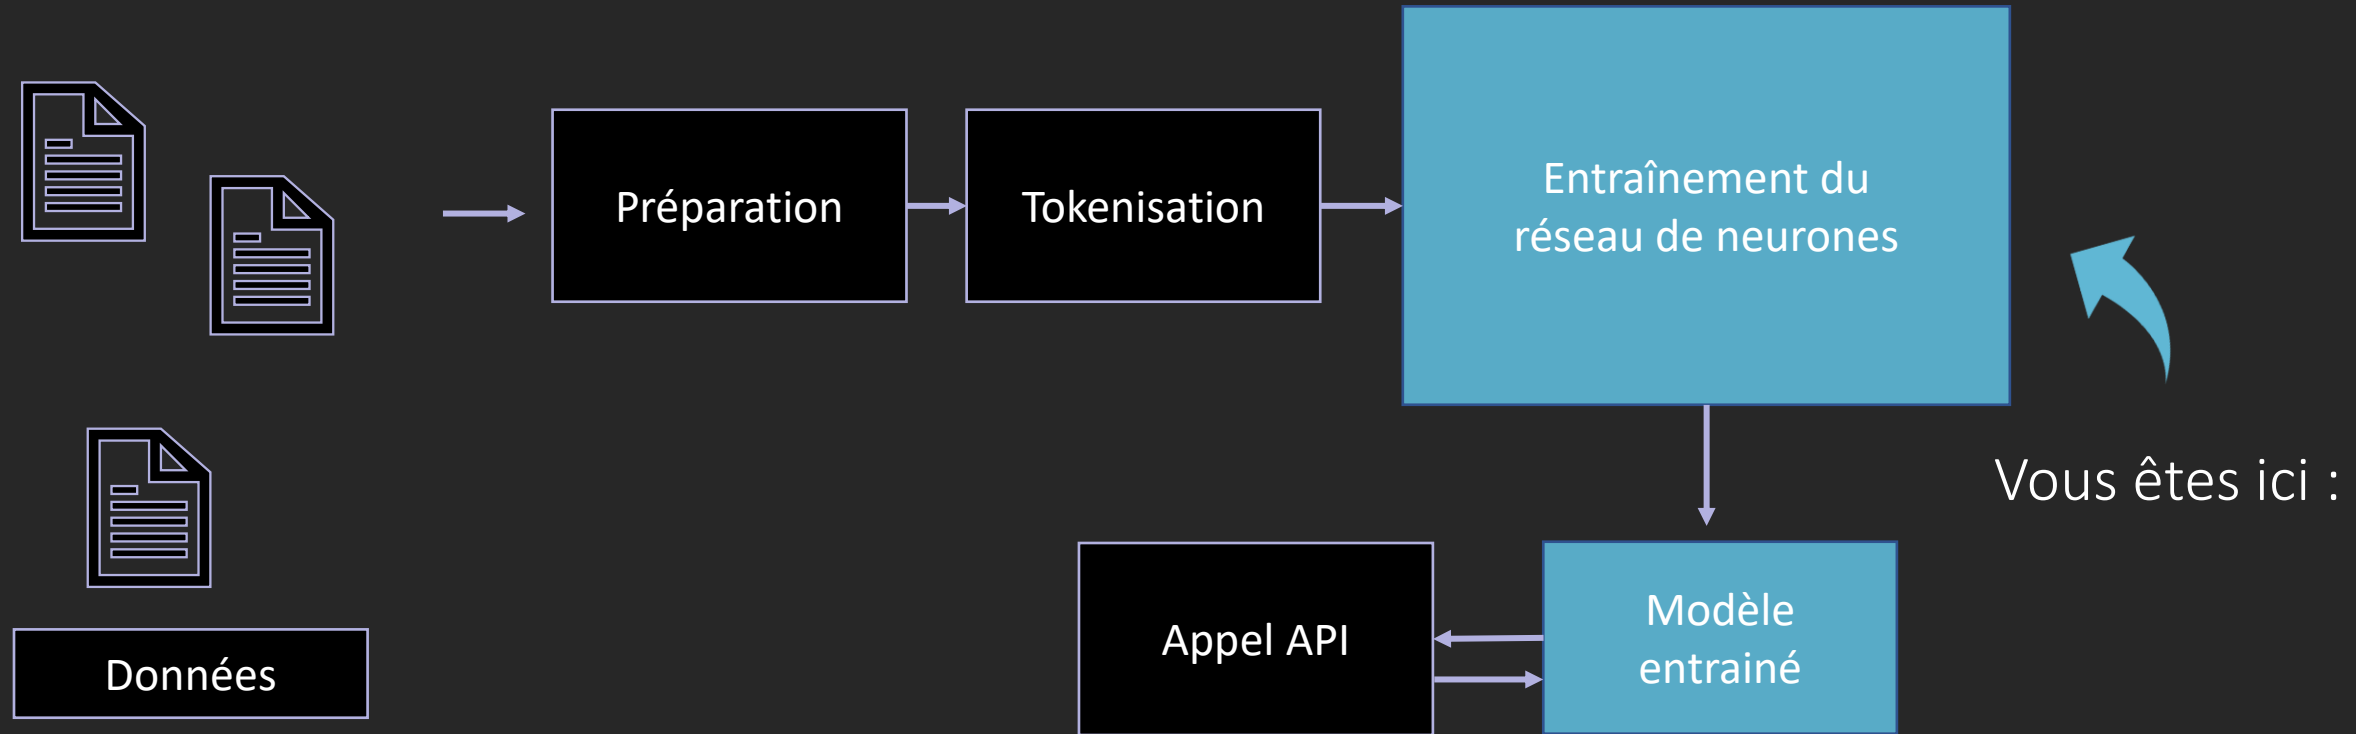 Préparation
Tokenisation
Entraînement du
réseau de neurones
Vous êtes ici :
Données
Appel API
Modèle
entrainé